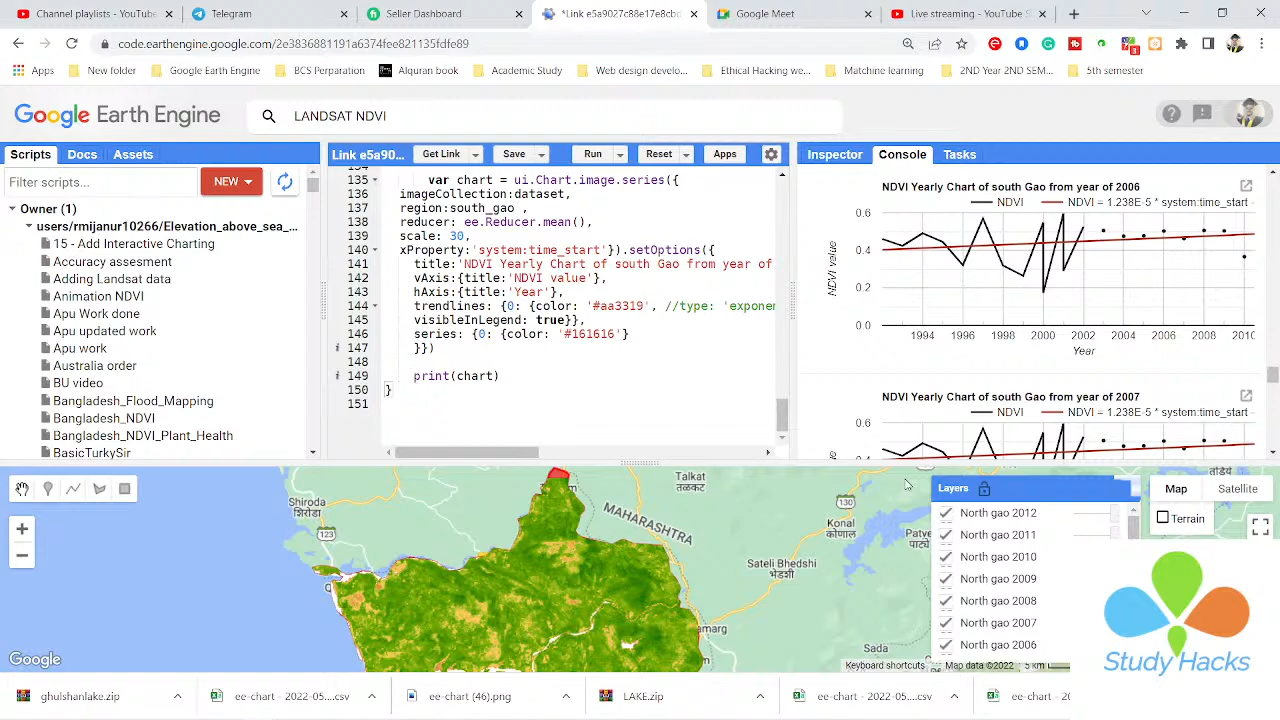 YouTube Partners - YouTube
Telegram
Seller Dashboard
*Link e5a9027c8e17e8cbd
Google Meet
Live streaming - YouTube S
Apps
New folder
Google Earth Engine
BCS Perparation
Alquran book
Academic Study
Web design develo...
Ethical Hacking we...
Matchine learning
2ND Year 2ND SEM...
5th semester
Google Earth Engine
LANDSAT NDVI
Scripts
Docs
Assets
Link e5a90...
Get link
Save
Run
Reset
Apps
Inspector
Console
Tasks
Filter scripts...
NEW
Owner (1)
users/rmijanur10266/Elevation_above_sea_...
15 - Add Interactive Charting
Accuracy assesment
Adding Landsat data
Animation NDVI
Apu Work done
Apu updated work
Apu work
Australia order
BU video
Bangladesh_Flood_Mapping
Bangladesh_NDVI
Bangladesh_NDVI_Plant_Health
BasicTurkySir
135 var chart = ui.Chart.image.series({
136 imageCollection:dataset,
137 region:south_gao ,
138 reducer: ee.Reducer.mean(),
139 scale: 30,
140 xProperty:'system:time_start'}).setOptions({
141 title:'NDVI Yearly Chart of south Gao from year of
142 vAxis:{title:'NDVI value'},
143 hAxis:{title:'Year'},
144 trendlines: {0: {color: '#aa3319', //type: 'exponen
145 visibleInLegend: true}},
146 series: {0: {color: '#161616'}
147 }})
148
149 print(chart)
150 }
151
NDVI Yearly Chart of south Gao from year of 2006
NDVI
NDVI = 1.238E-5 * system:time_start
0.6
0.4
0.2
0.0
NDVI value
1994
1996
1998
2000
2002
2004
2006
2008
2010
Year
NDVI Yearly Chart of south Gao from year of 2007
NDVI
NDVI = 1.238E-5 * system:time_start
0.6
Shiroda
शिरोडा
123
Talkat
तळकट
MAHARASHTRA
130
Konal
कोणाल
Sateli Bhedshi
भेडशी
Sada
Layers
North gao 2012
North gao 2011
North gao 2010
North gao 2009
North gao 2008
North gao 2007
North gao 2006
Map
Satellite
Terrain
Google
Keyboard shortcuts
Map data ©2022
Study Hacks
ghulshanlake.zip
ee-chart - 2022-05....csv
ee-chart (46).png
LAKE.zip
ee-chart - 2022-05....csv